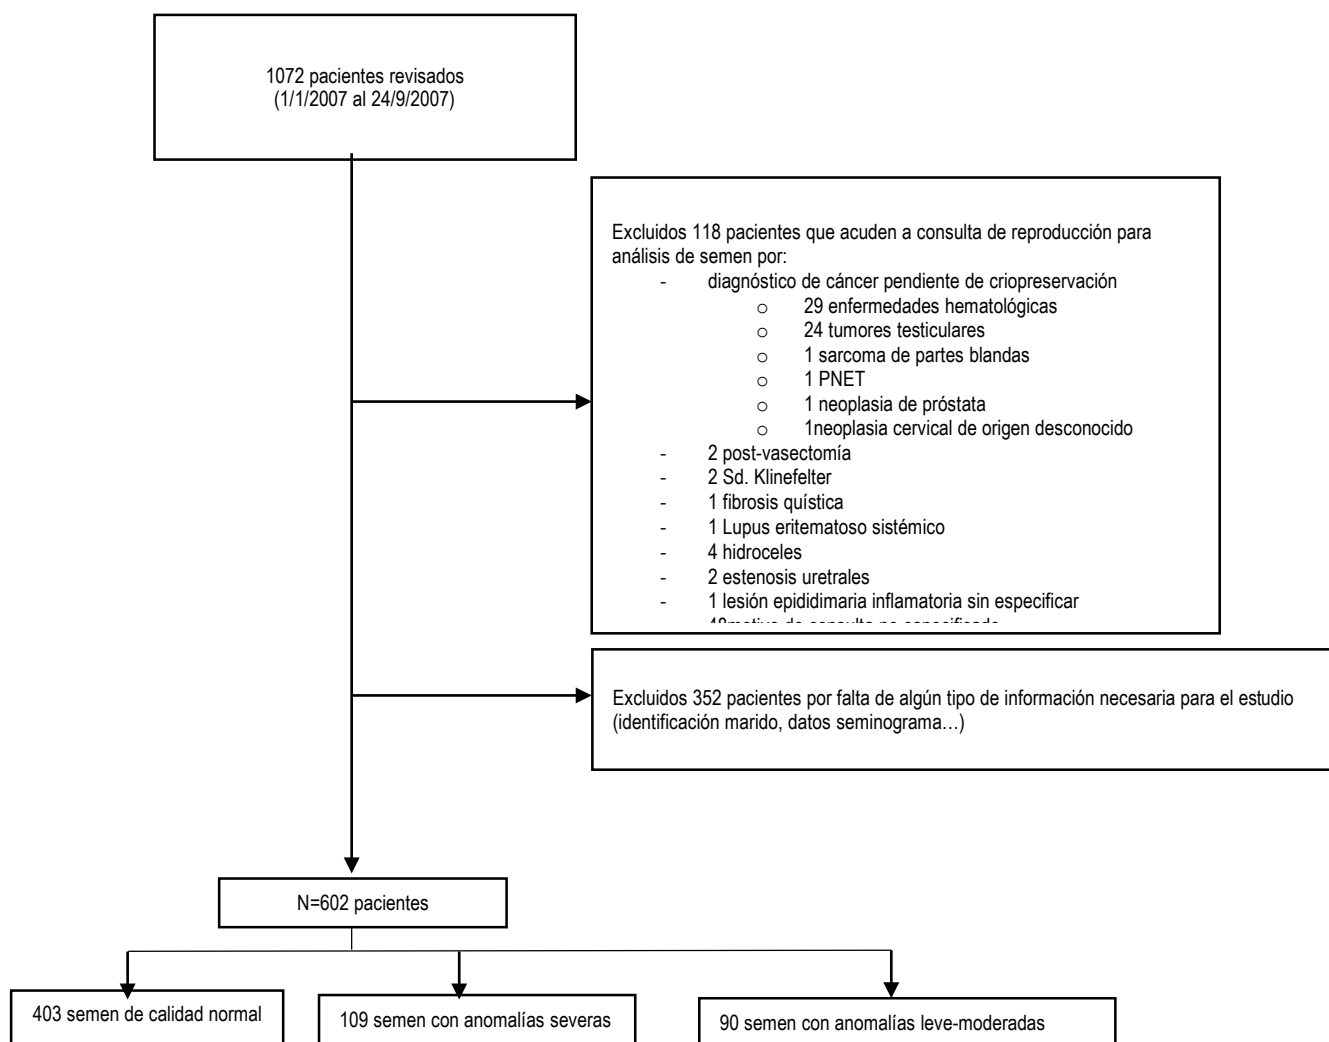 1072 pacientes revisados
(1/1/2007 al 24/9/2007)
Excluidos 118 pacientes que acuden a consulta de reproducción para
análisis de semen por:
- diagnóstico de cáncer pendiente de criopreservación
o 29 enfermedades hematológicas
o 24 tumores testiculares
o 1 sarcoma de partes blandas
o 1 PNET
o 1 neoplasia de próstata
o 1neoplasia cervical de origen desconocido
- 2 post-vasectomía
- 2 Sd. Klinefelter
- 1 fibrosis quística
- 1 Lupus eritematoso sistémico
- 4 hidroceles
- 2 estenosis uretrales
- 1 lesión epididimaria inflamatoria sin especificar
Excluidos 352 pacientes por falta de algún tipo de información necesaria para el estudio
(identificación marido, datos seminograma…)
N=602 pacientes
403 semen de calidad normal
109 semen con anomalías severas
90 semen con anomalías leve-moderadas